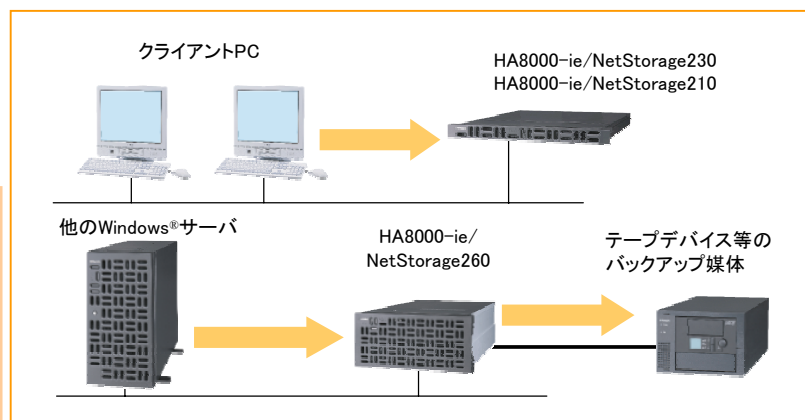 クライアントPC
HA8000-ie/NetStorage230
HA8000-ie/NetStorage210
他のWindows®サーバ
HA8000-ie/
NetStorage260
テープデバイス等の
バックアップ媒体